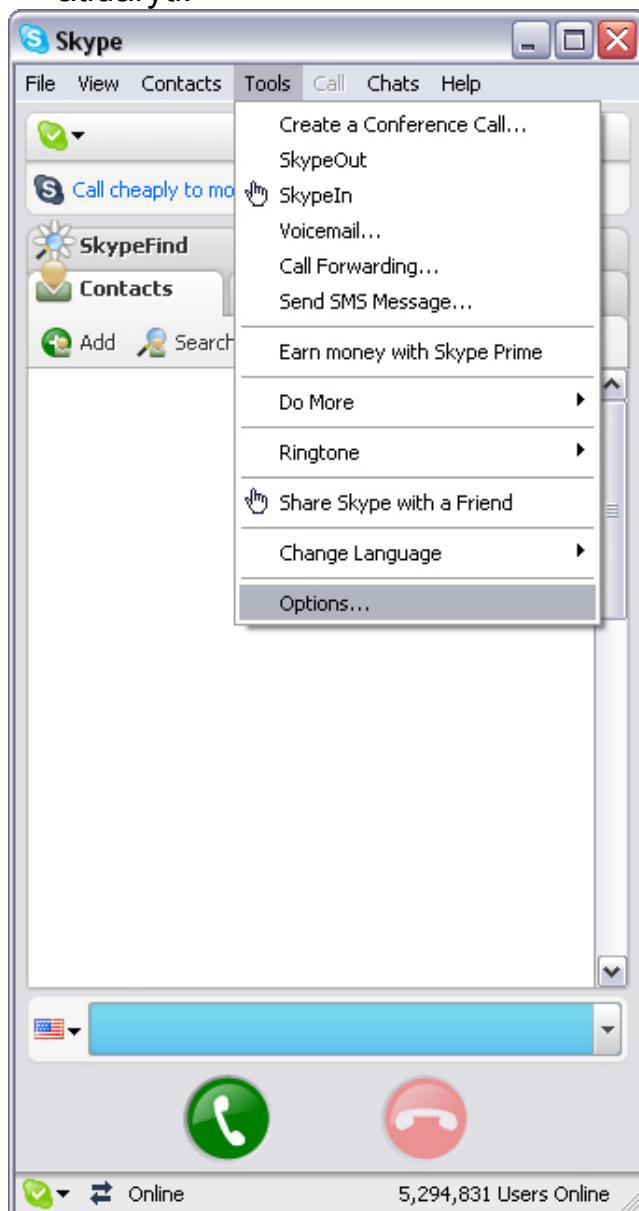 atidaryti.
Skype
File View Contacts Tools Call Chats Help
Create a Conference Call...
SkypeOut
Call cheaply to mo
SkypeIn
Voicemail...
SkypeFind
Call Forwarding...
Contacts
Send SMS Message...
Add Search
Earn money with Skype Prime
Do More
Ringtone
Share Skype with a Friend
Change Language
Options...
Online 5,294,831 Users Online